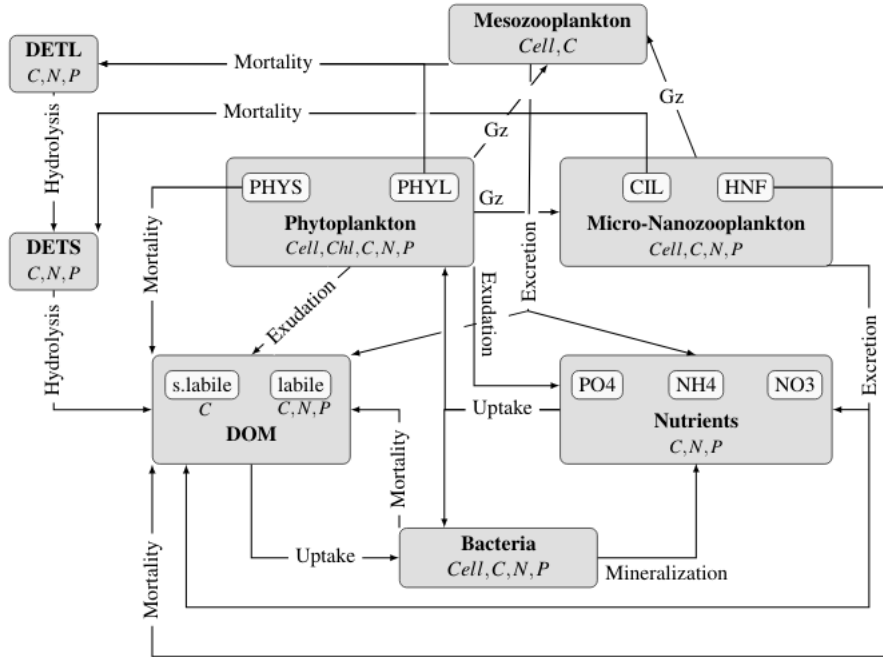 Mesozooplankton
Cell, C
DETL
C, N, P
Mortality
Mortality
Gz
Gz
Hydrolysis
PHYS
PHYL
Gz
CIL
HNF
Phytoplankton
Cell, Chl, C, N, P
Micro-Nanozooplankton
Cell, C, N, P
DETS
C, N, P
Mortality
Excretion
Exudation
Exudation
Excretion
Hydrolysis
s.labile
C
labile
C, N, P
DOM
PO4
NH4
NO3
Nutrients
C, N, P
Uptake
Mortality
Bacteria
Cell, C, N, P
Uptake
Mineralization
Mortality